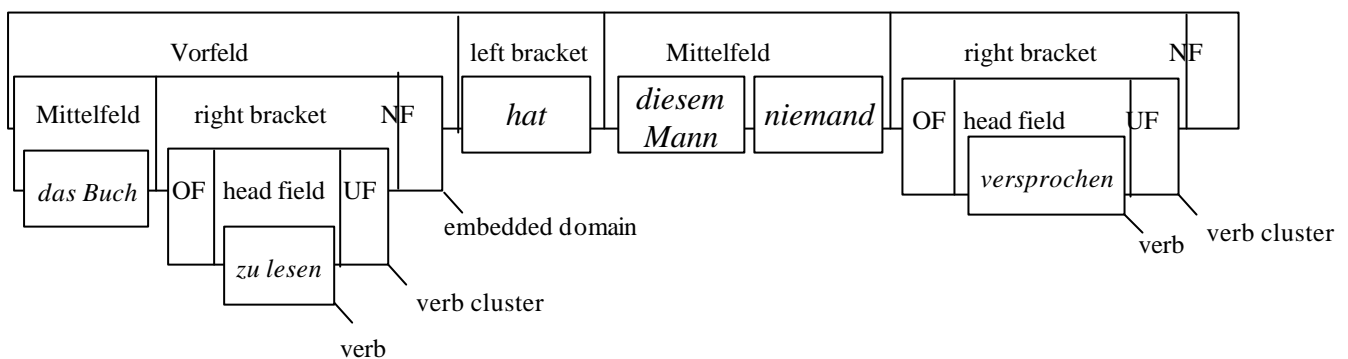 Vorfeld left bracket Mittelfeld right bracket NF
Mittelfeld right bracket NF hat diesem Mann niemand OF head field UF
das Buch OF head field UF versprochen
embedded domain verb verb cluster
zu lesen
verb cluster
verb